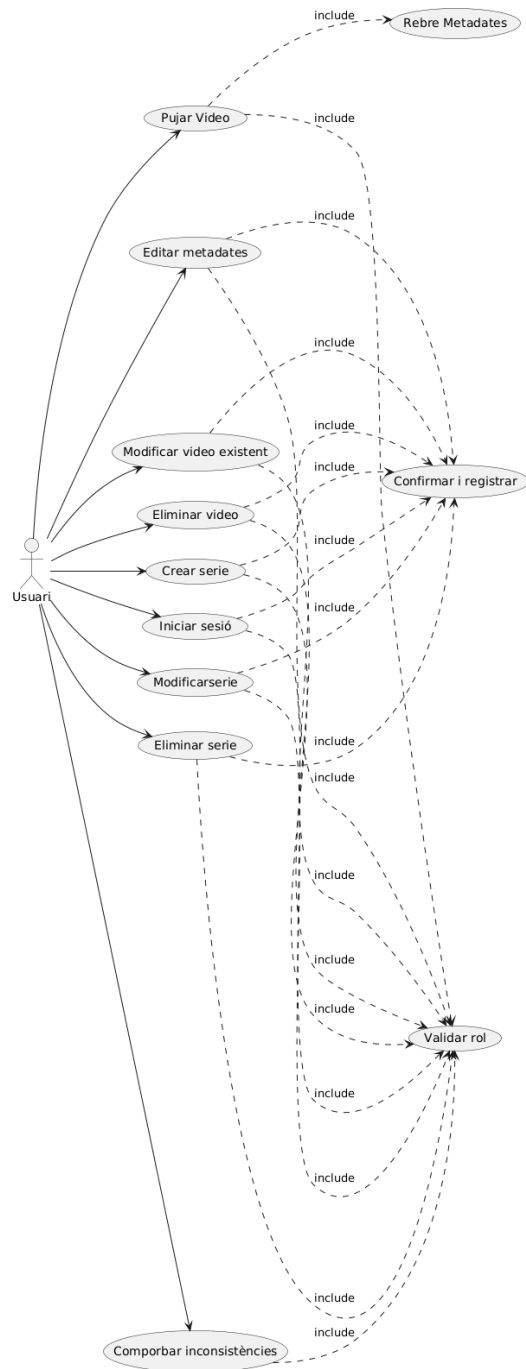 include
Rebre Metadates
Pujar Video
include
include
Editar metadates
include
Modificar video existent
include
include
Confirmar i registrar
Eliminar video
include
Crear serie
include
Usuari
Iniciar sesió
Modificarserie
include
Eliminar serie
include
include
include
include
Validar rol
include
include
include
include
Comporbar inconsistències